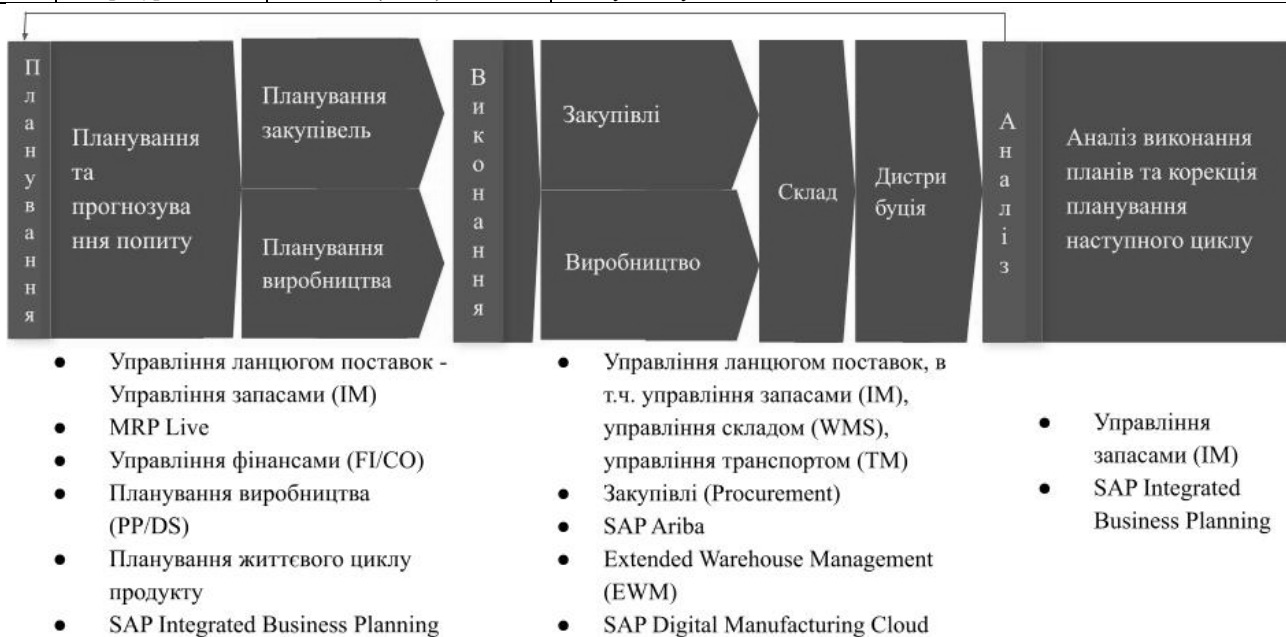 Планування
Планування
та
прогнозува
ння попиту
Планування
закупівель
Планування
виробництва
Виконання
Закупівлі
Виробництво
Склад
Дистри
буція
Аналіз
Аналіз виконання
планів та корекція
планування
наступного циклу
● Управління ланцюгом поставок -
Управління запасами (IM)
● MRP Live
● Управління фінансами (FI/CO)
● Планування виробництва
(PP/DS)
● Планування життєвого циклу
продукту
● SAP Integrated Business Planning
● Управління ланцюгом поставок, в
т.ч. управління запасами (IM),
управління складом (WMS),
управління транспортом (TM)
● Закупівлі (Procurement)
● SAP Ariba
● Extended Warehouse Management
(EWM)
● SAP Digital Manufacturing Cloud
● Управління
запасами (IM)
● SAP Integrated
Business Planning